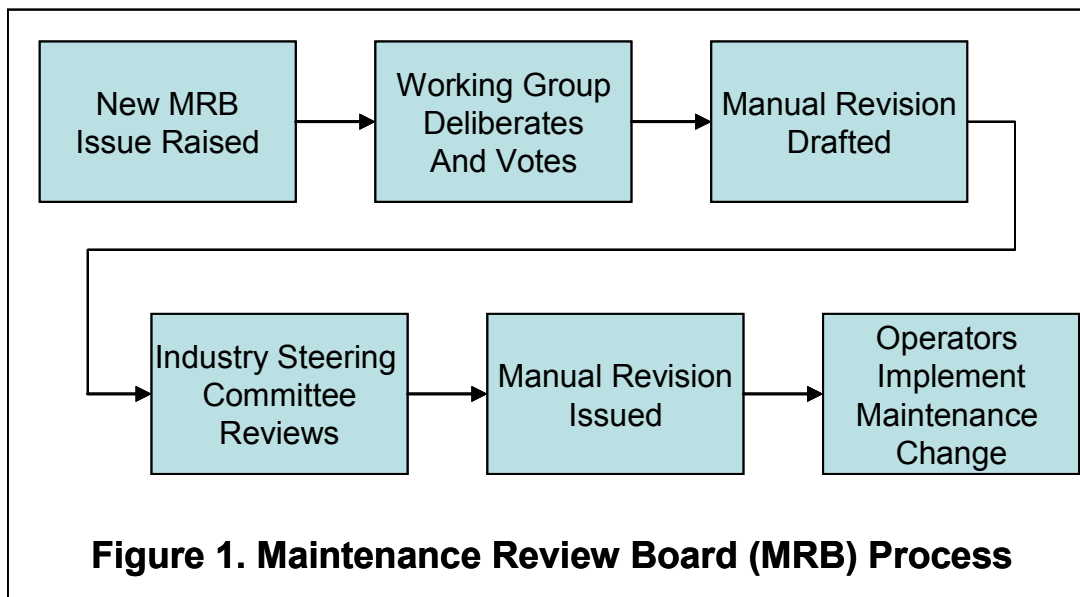 New MRB
Issue Raised
Working Group
Deliberates
And Votes
Manual Revision
Drafted
Industry Steering
Committee
Reviews
Manual Revision
Issued
Operators
Implement
Maintenance
Change
Figure 1. Maintenance Review Board (MRB) Process